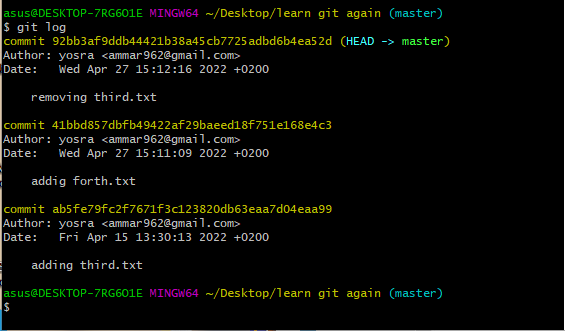 asus@DESKTOP-7RG6O1E MINGW64 ~/Desktop/learn git again (master)
$ git log
commit 92bb3af9ddb44421b38a45cb7725adbd6b4ea52d (HEAD -> master)
Author: yosra <ammar962@gmail.com>
Date:   Wed Apr 27 15:12:16 2022 +0200
removing third.txt
commit 41bbd857dbfb49422af29baeed18f751e168e4c3
Author: yosra <ammar962@gmail.com>
Date:   Wed Apr 27 15:11:09 2022 +0200
addig forth.txt
commit ab5fe79fc2f7671f3c123820db63eaa7d04eaa99
Author: yosra <ammar962@gmail.com>
Date:   Fri Apr 15 13:30:13 2022 +0200
adding third.txt
asus@DESKTOP-7RG6O1E MINGW64 ~/Desktop/learn git again (master)
$